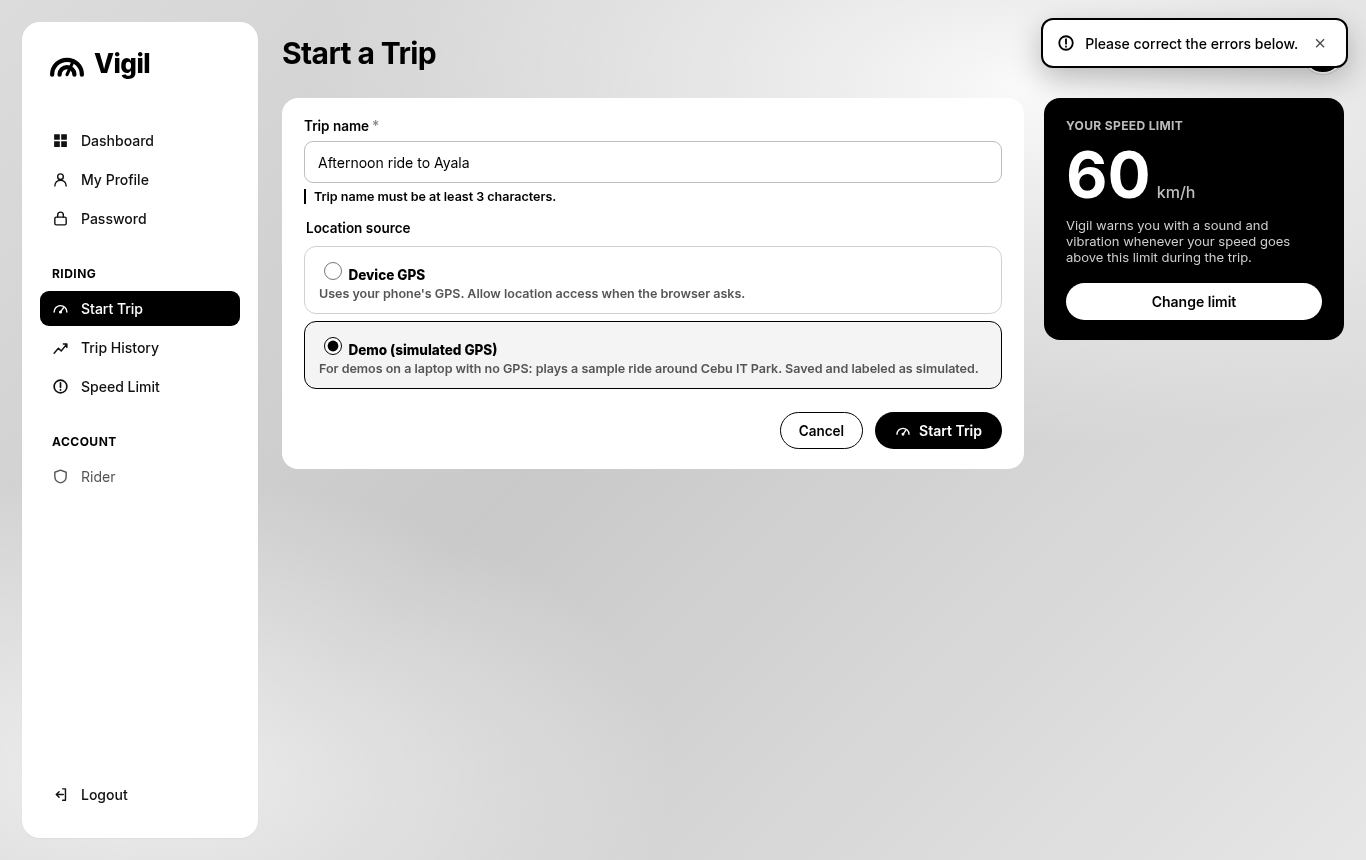 Vigil
Dashboard
My Profile
Password
RIDING
Start Trip
Trip History
Speed Limit
ACCOUNT
Rider
Logout
Start a Trip
Please correct the errors below. ×
Trip name *
Afternoon ride to Ayala
Trip name must be at least 3 characters.
Location source
Device GPS
Uses your phone's GPS. Allow location access when the browser asks.
Demo (simulated GPS)
For demos on a laptop with no GPS: plays a sample ride around Cebu IT Park. Saved and labeled as simulated.
Cancel
Start Trip
YOUR SPEED LIMIT
60 km/h
Vigil warns you with a sound and
vibration whenever your speed goes
above this limit during the trip.
Change limit